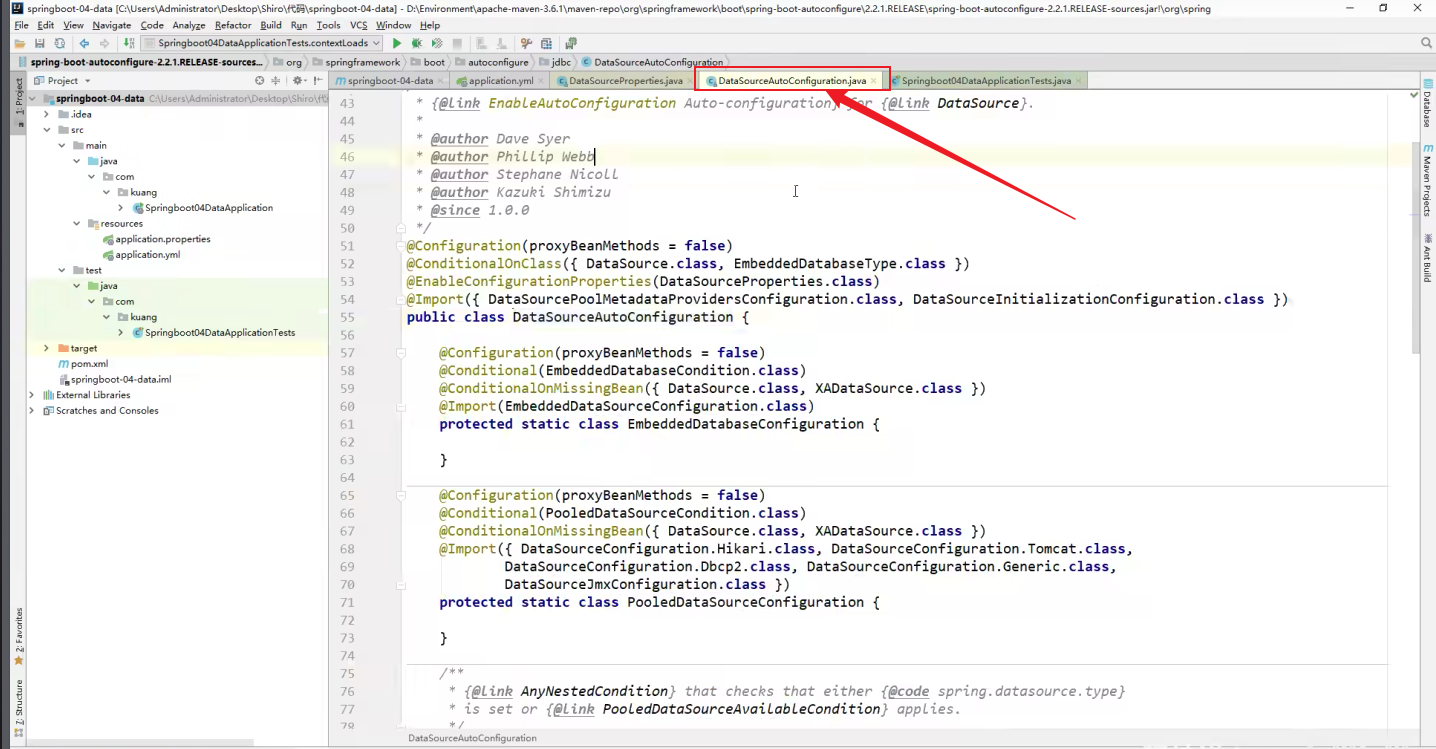 springboot-04-data [C:\Users\Administrator\Desktop\Shiro\代码\springboot-04-data] - D:\Environment\apache-maven-3.6.1\maven-repo\org\springframework\boot\spring-boot-autoconfigure\2.2.1.RELEASE\spring-boot-autoconfigure-2.2.1.RELEASE-sources.jar!\org\spring
File Edit View Navigate Code Analyze Refactor Build Run Tools VCS Window Help
Springboot04DataApplicationTests.contextLoads
spring-boot-autoconfigure-2.2.1.RELEASE-sources... org springframework boot autoconfigure jdbc DataSourceAutoConfiguration
Project
springboot-04-data application.yml DataSourceProperties.java DataSourceAutoConfiguration.java Springboot04DataApplicationTests.java
1: Project
springboot-04-data C:\Users\Administrator\Desktop\Shiro\代
.idea
src
main
java
com
kuang
Springboot04DataApplication
resources
application.properties
application.yml
test
java
com
kuang
Springboot04DataApplicationTests
target
pom.xml
springboot-04-data.iml
External Libraries
Scratches and Consoles
2: Favorites
7: Structure
43 * {@link EnableAutoConfiguration Auto-configuration} for {@link DataSource}.
44 *
45 * @author Dave Syer
46 * @author Phillip Webb
47 * @author Stephane Nicoll
48 * @author Kazuki Shimizu
49 * @since 1.0.0
50 */
51 @Configuration(proxyBeanMethods = false)
52 @ConditionalOnClass({ DataSource.class, EmbeddedDatabaseType.class })
53 @EnableConfigurationProperties(DataSourceProperties.class)
54 @Import({ DataSourcePoolMetadataProvidersConfiguration.class, DataSourceInitializationConfiguration.class })
55 public class DataSourceAutoConfiguration {
56
57 @Configuration(proxyBeanMethods = false)
58 @Conditional(EmbeddedDatabaseCondition.class)
59 @ConditionalOnMissingBean({ DataSource.class, XADataSource.class })
60 @Import(EmbeddedDataSourceConfiguration.class)
61 protected static class EmbeddedDatabaseConfiguration {
62
63 }
64
65 @Configuration(proxyBeanMethods = false)
66 @Conditional(PooledDataSourceCondition.class)
67 @ConditionalOnMissingBean({ DataSource.class, XADataSource.class })
68 @Import({ DataSourceConfiguration.Hikari.class, DataSourceConfiguration.Tomcat.class,
69 DataSourceConfiguration.Dbcp2.class, DataSourceConfiguration.Generic.class,
70 DataSourceJmxConfiguration.class })
71 protected static class PooledDataSourceConfiguration {
72
73 }
74
75 /**
76 * {@link AnyNestedCondition} that checks that either {@code spring.datasource.type}
77 * is set or {@link PooledDataSourceAvailableCondition} applies.
78 */
DataSourceAutoConfiguration
Database
Maven Projects
Ant Build